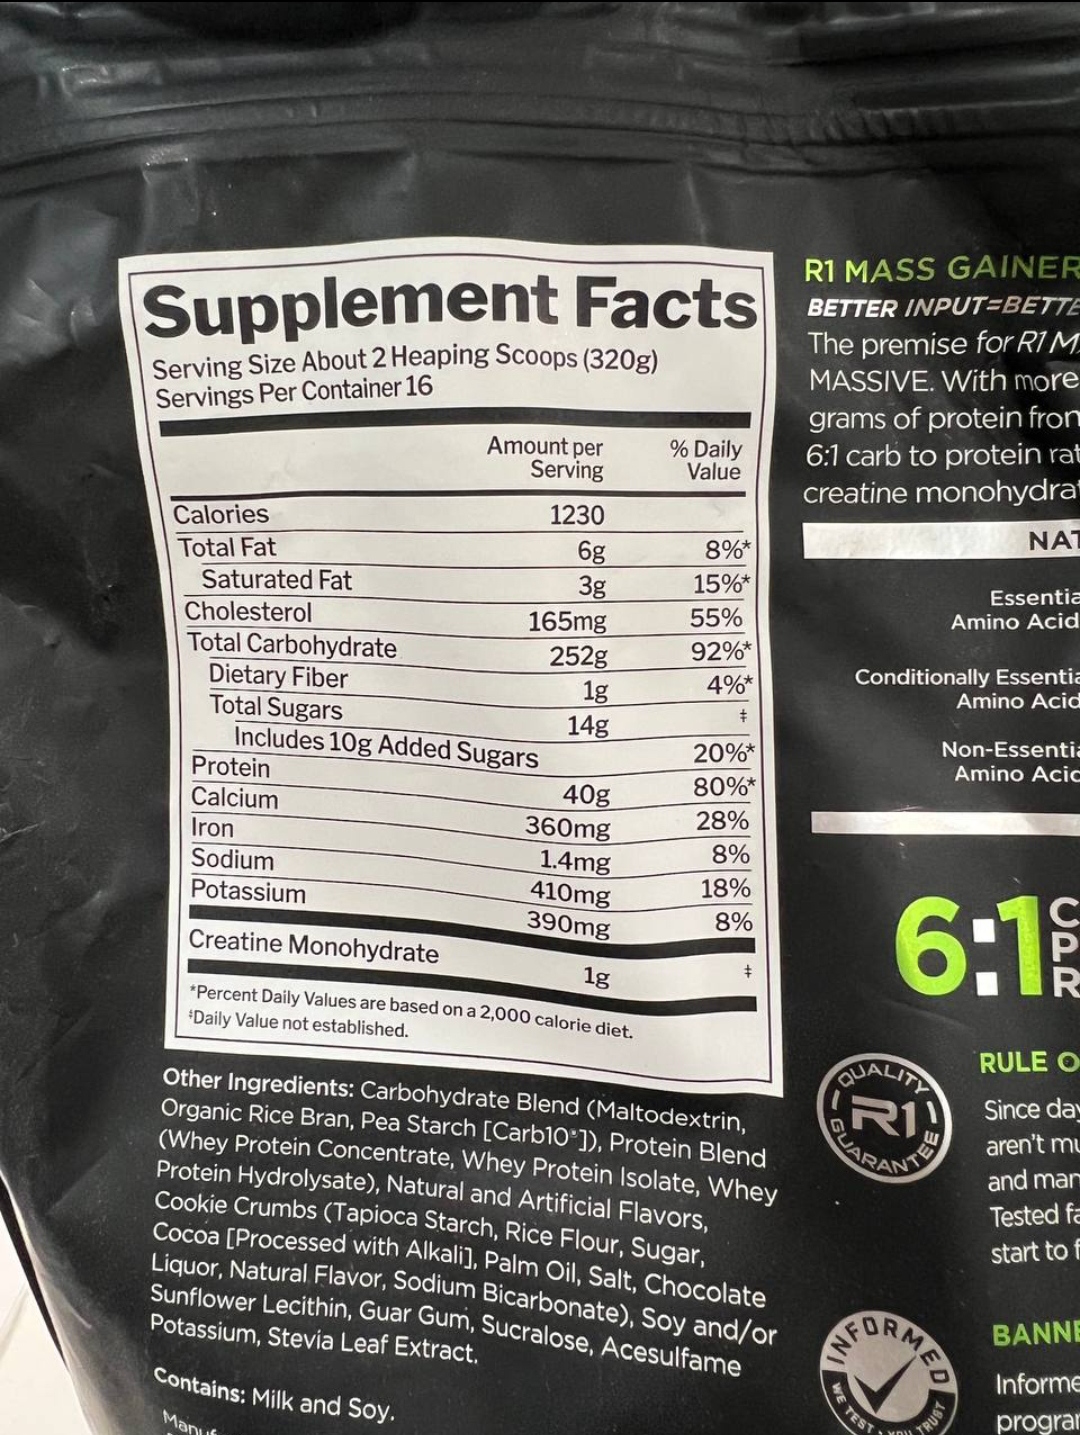 Supplement Facts
Serving Size About 2 Heaping Scoops (320g)
Servings Per Container 16
Amount per Serving % Daily Value
Calories 1230
Total Fat 6g 8%*
Saturated Fat 3g 15%*
Cholesterol 165mg 55%
Total Carbohydrate 252g 92%*
Dietary Fiber 1g 4%*
Total Sugars 14g ‡
Includes 10g Added Sugars 20%*
Protein 40g 80%*
Calcium 360mg 28%
Iron 1.4mg 8%
Sodium 410mg 18%
Potassium 390mg 8%
Creatine Monohydrate 1g ‡
*Percent Daily Values are based on a 2,000 calorie diet.
‡Daily Value not established.
Other Ingredients: Carbohydrate Blend (Maltodextrin,
Organic Rice Bran, Pea Starch [Carb10®]), Protein Blend
(Whey Protein Concentrate, Whey Protein Isolate, Whey
Protein Hydrolysate), Natural and Artificial Flavors,
Cookie Crumbs (Tapioca Starch, Rice Flour, Sugar,
Cocoa [Processed with Alkali], Palm Oil, Salt, Chocolate
Liquor, Natural Flavor, Sodium Bicarbonate), Soy and/or
Sunflower Lecithin, Guar Gum, Sucralose, Acesulfame
Potassium, Stevia Leaf Extract.
Contains: Milk and Soy.
R1 MASS GAINER
BETTER INPUT=BETTE
The premise for R1 M
MASSIVE. With more
grams of protein from
6:1 carb to protein rat
creatine monohydrat
NAT
Essentia
Amino Acid
Conditionally Essentia
Amino Acid
Non-Essentia
Amino Acid
6:1 C
P
R
QUALITY
R1
GUARANTEE
RULE O
Since day
aren't mu
and man
Tested fa
start to f
INFORMED
WE TEST • YOU TRUST
BANNE
Informe
program